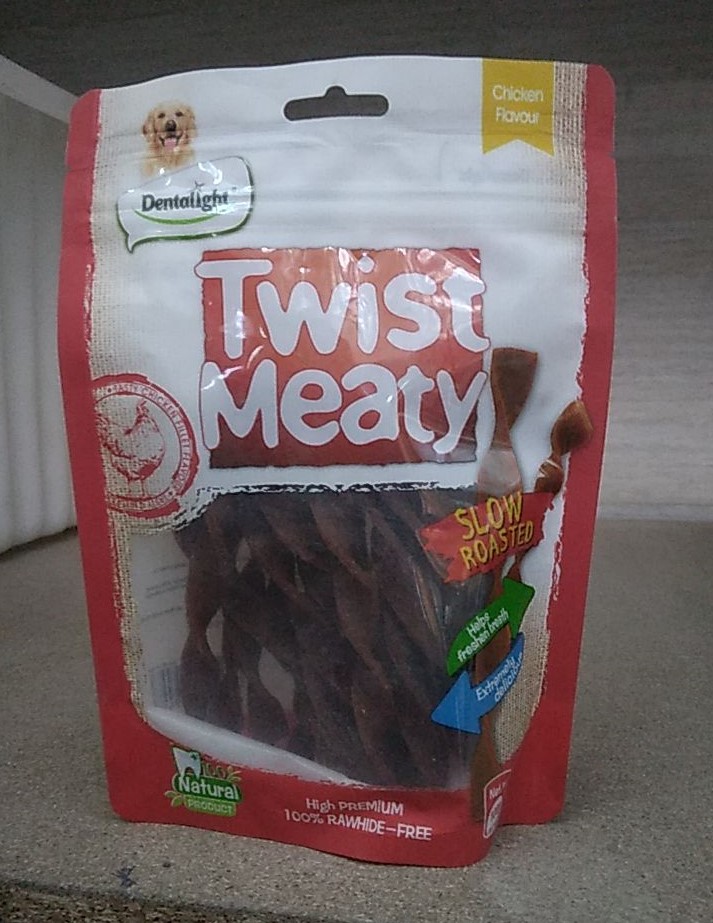 Chicken
Flavour
Dentalight
Twist
Meaty
SLOW
ROASTED
Helps
freshen breath
Extremely
delicious
Natural
PRODUCT
High PREMIUM
100% RAWHIDE-FREE
Net